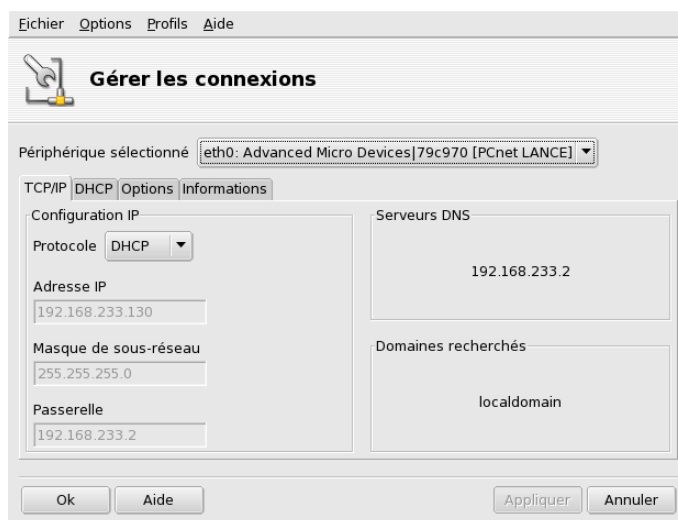 Fichier Options Profils Aide
Gérer les connexions
Périphérique sélectionné eth0: Advanced Micro Devices|79c970 [PCnet LANCE]
TCP/IP DHCP Options Informations
Configuration IP
Protocole DHCP
Adresse IP
192.168.233.130
Masque de sous-réseau
255.255.255.0
Passerelle
192.168.233.2
Serveurs DNS
192.168.233.2
Domaines recherchés
localdomain
Ok Aide Appliquer Annuler